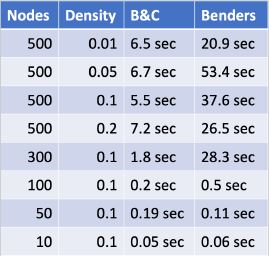 Nodes Density B&C Benders
500 0.01 6.5 sec 20.9 sec
500 0.05 6.7 sec 53.4 sec
500 0.1 5.5 sec 37.6 sec
500 0.2 7.2 sec 26.5 sec
300 0.1 1.8 sec 28.3 sec
100 0.1 0.2 sec 0.5 sec
50 0.1 0.19 sec 0.11 sec
10 0.1 0.05 sec 0.06 sec